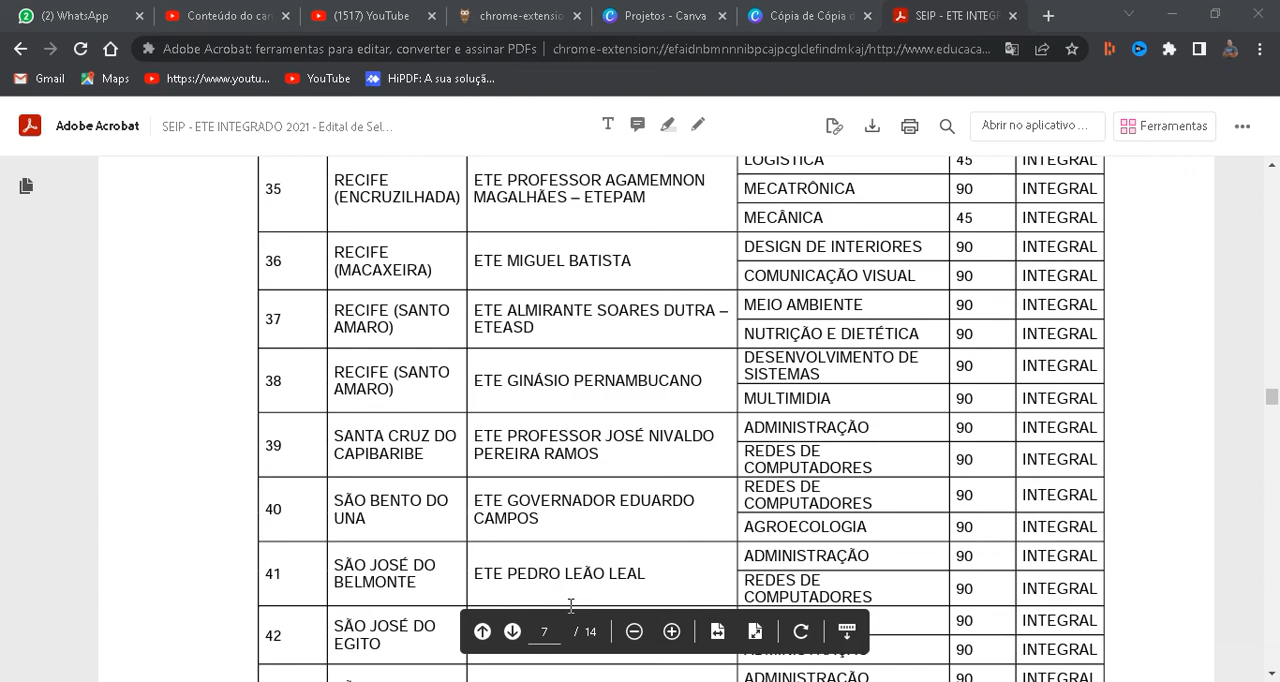 (2) WhatsApp
Conteúdo do car
(1517) YouTube
chrome-extensio
Projetos - Canva
Cópia de Cópia d
SEIP - ETE INTEGR
Adobe Acrobat: ferramentas para editar, converter e assinar PDFs | chrome-extension://efaidnbmnnnibpcajpcglclefindmkaj/http://www.educaca...
Gmail
Maps
https://www.youtu...
YouTube
HiPDF: A sua soluçã...
Adobe Acrobat
SEIP - ETE INTEGRADO 2021 - Edital de Sel...
Abrir no aplicativo ...
Ferramentas
LOGÍSTICA 45 INTEGRAL
35
RECIFE
(ENCRUZILHADA)
ETE PROFESSOR AGAMEMNON
MAGALHÃES – ETEPAM
MECATRÔNICA 90 INTEGRAL
MECÂNICA 45 INTEGRAL
36
RECIFE
(MACAXEIRA)
ETE MIGUEL BATISTA
DESIGN DE INTERIORES 90 INTEGRAL
COMUNICAÇÃO VISUAL 90 INTEGRAL
37
RECIFE (SANTO
AMARO)
ETE ALMIRANTE SOARES DUTRA –
ETEASD
MEIO AMBIENTE 90 INTEGRAL
NUTRIÇÃO E DIETÉTICA 90 INTEGRAL
38
RECIFE (SANTO
AMARO)
ETE GINÁSIO PERNAMBUCANO
DESENVOLVIMENTO DE
SISTEMAS
90 INTEGRAL
MULTIMIDIA 90 INTEGRAL
39
SANTA CRUZ DO
CAPIBARIBE
ETE PROFESSOR JOSÉ NIVALDO
PEREIRA RAMOS
ADMINISTRAÇÃO 90 INTEGRAL
REDES DE
COMPUTADORES
90 INTEGRAL
40
SÃO BENTO DO
UNA
ETE GOVERNADOR EDUARDO
CAMPOS
REDES DE
COMPUTADORES
90 INTEGRAL
AGROECOLOGIA 90 INTEGRAL
41
SÃO JOSÉ DO
BELMONTE
ETE PEDRO LEÃO LEAL
ADMINISTRAÇÃO 90 INTEGRAL
REDES DE
COMPUTADORES
90 INTEGRAL
42
SÃO JOSÉ DO
EGITO
90 INTEGRAL
90 INTEGRAL
7 / 14
ADMINISTRAÇÃO 90 INTEGRAL